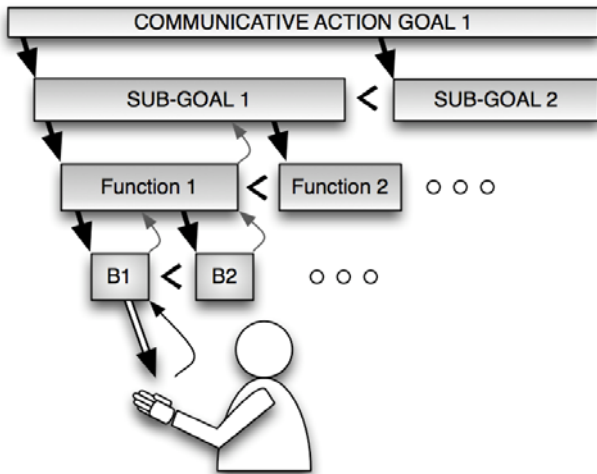 COMMUNICATIVE ACTION GOAL 1
SUB-GOAL 1 < SUB-GOAL 2
Function 1 < Function 2
B1 < B2